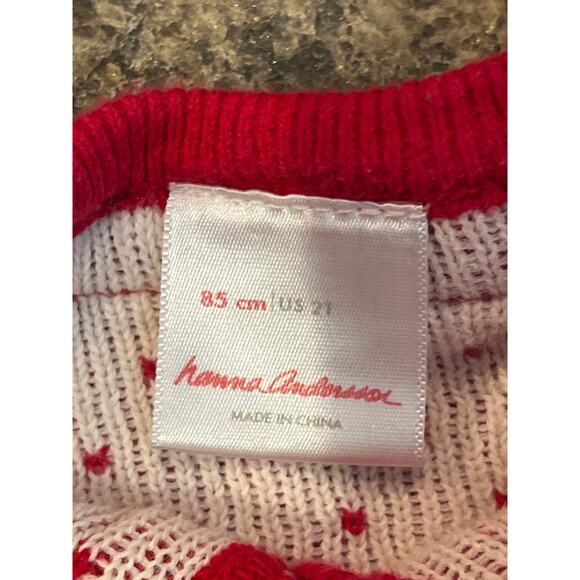 85 cm | US 2T
hanna andersson
MADE IN CHINA